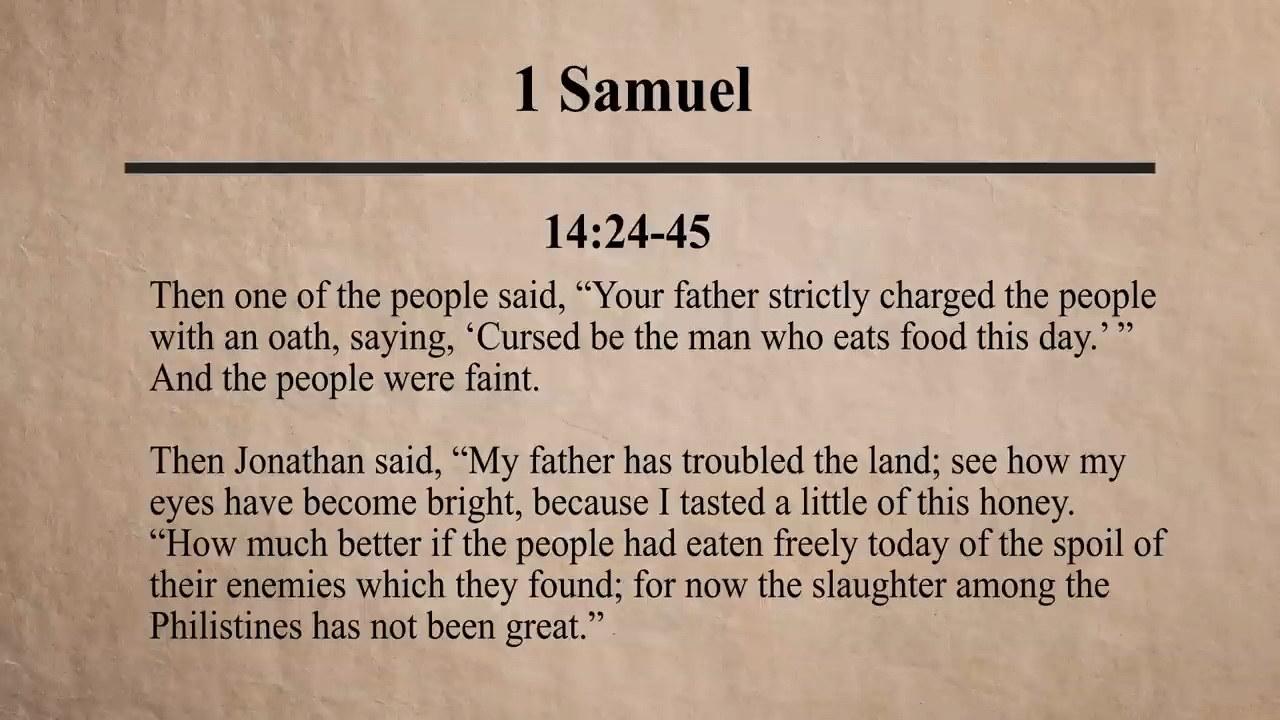 1 Samuel
14:24-45
Then one of the people said, “Your father strictly charged the people
with an oath, saying, ‘Cursed be the man who eats food this day.’ ”
And the people were faint.
Then Jonathan said, “My father has troubled the land; see how my
eyes have become bright, because I tasted a little of this honey.
“How much better if the people had eaten freely today of the spoil of
their enemies which they found; for now the slaughter among the
Philistines has not been great.”